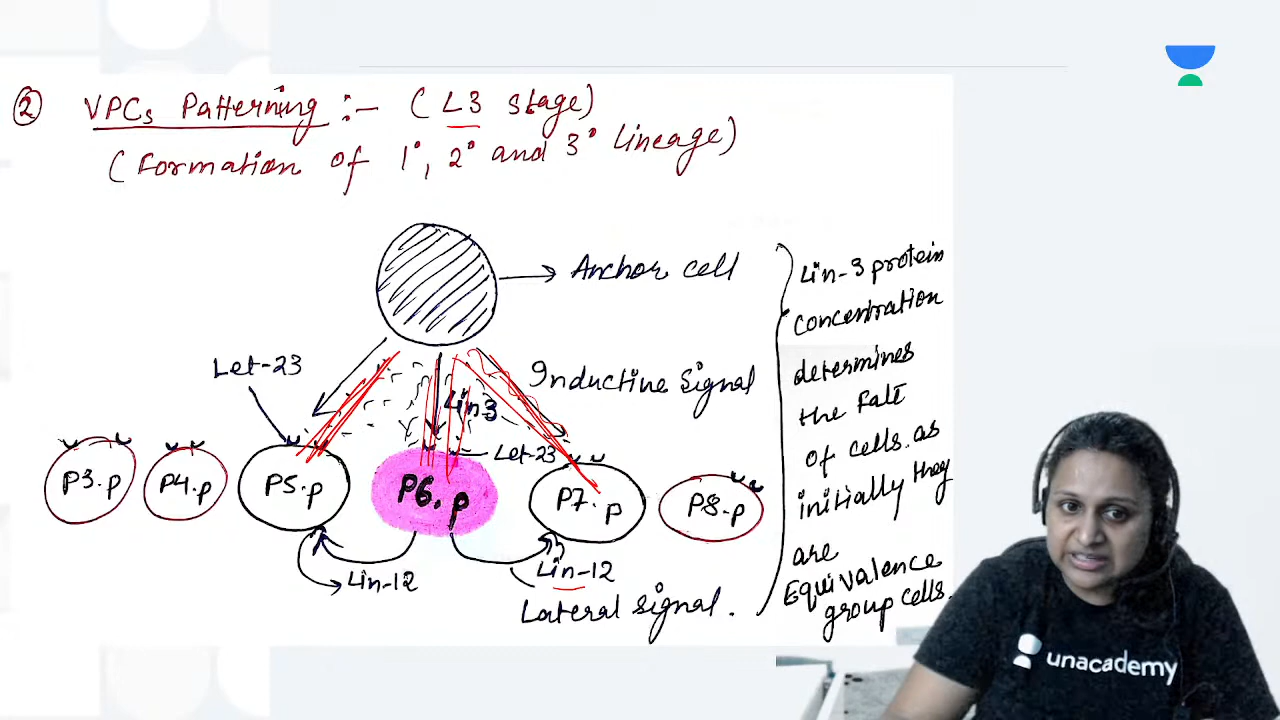 ② VPCs Patterning :- (L3 stage)
(Formation of 1°, 2° and 3° lineage)
Anchor cell
Let-23
Inductive Signal
Lin3
Let-23
P3.p
P4.p
P5.p
P6.p
P7.p
P8.p
Lin-12
Lin-12
Lateral signal.
Lin-3 protein
concentration
determines
the Fate
of cells. as
initially they
are
Equivalence
group cells.
unacademy